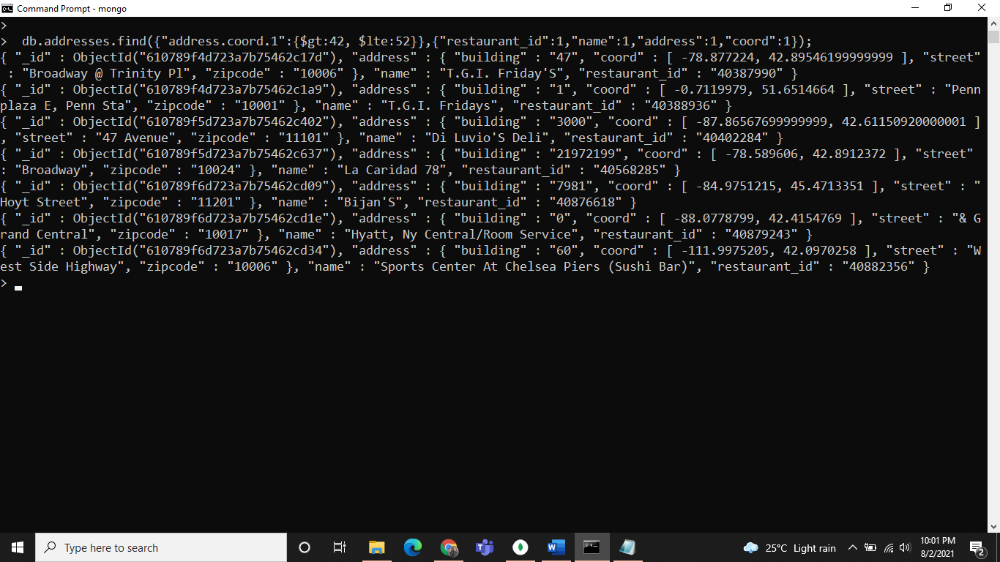 Command Prompt - mongo
>
>  db.addresses.find({"address.coord.1":{$gt:42, $lte:52}},{"restaurant_id":1,"name":1,"address":1,"coord":1});
{ "_id" : ObjectId("610789f4d723a7b75462c17d"), "address" : { "building" : "47", "coord" : [ -78.877224, 42.89546199999999 ], "street"
 : "Broadway @ Trinity Pl", "zipcode" : "10006" }, "name" : "T.G.I. Friday'S", "restaurant_id" : "40387990" }
{ "_id" : ObjectId("610789f4d723a7b75462c1a9"), "address" : { "building" : "1", "coord" : [ -0.7119979, 51.6514664 ], "street" : "Penn
plaza E, Penn Sta", "zipcode" : "10001" }, "name" : "T.G.I. Fridays", "restaurant_id" : "40388936" }
{ "_id" : ObjectId("610789f5d723a7b75462c402"), "address" : { "building" : "3000", "coord" : [ -87.86567699999999, 42.61150920000001 ]
, "street" : "47 Avenue", "zipcode" : "11101" }, "name" : "Di Luvio'S Deli", "restaurant_id" : "40402284" }
{ "_id" : ObjectId("610789f5d723a7b75462c637"), "address" : { "building" : "21972199", "coord" : [ -78.589606, 42.8912372 ], "street"
: "Broadway", "zipcode" : "10024" }, "name" : "La Caridad 78", "restaurant_id" : "40568285" }
{ "_id" : ObjectId("610789f6d723a7b75462cd09"), "address" : { "building" : "7981", "coord" : [ -84.9751215, 45.4713351 ], "street" : "
Hoyt Street", "zipcode" : "11201" }, "name" : "Bijan'S", "restaurant_id" : "40876618" }
{ "_id" : ObjectId("610789f6d723a7b75462cd1e"), "address" : { "building" : "0", "coord" : [ -88.0778799, 42.4154769 ], "street" : "& G
rand Central", "zipcode" : "10017" }, "name" : "Hyatt, Ny Central/Room Service", "restaurant_id" : "40879243" }
{ "_id" : ObjectId("610789f6d723a7b75462cd34"), "address" : { "building" : "60", "coord" : [ -111.9975205, 42.0970258 ], "street" : "W
est Side Highway", "zipcode" : "10006" }, "name" : "Sports Center At Chelsea Piers (Sushi Bar)", "restaurant_id" : "40882356" }
>
Type here to search
25°C Light rain
10:01 PM
8/2/2021
2